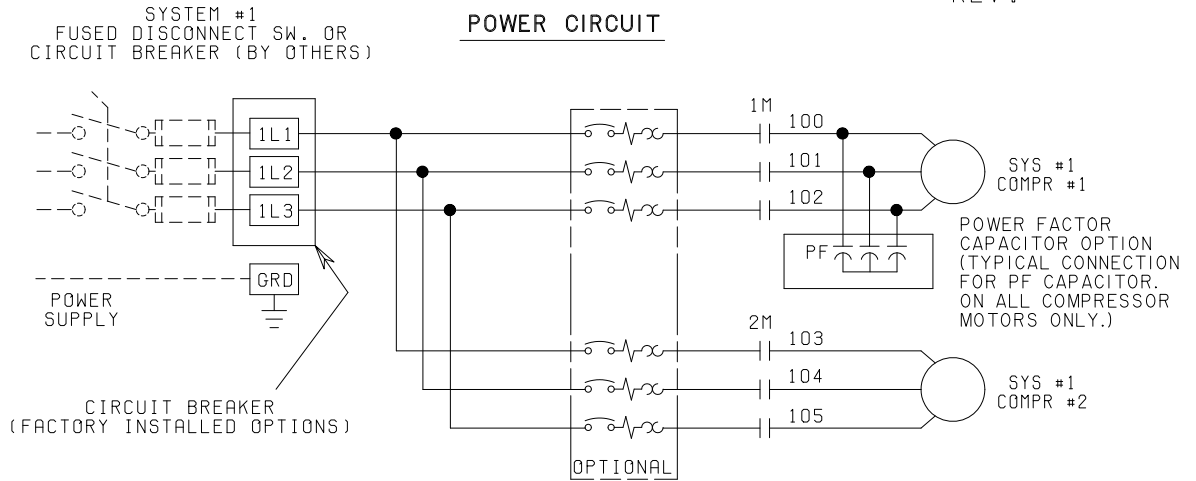 REV.
SYSTEM #1
FUSED DISCONNECT SW. OR
CIRCUIT BREAKER (BY OTHERS)
POWER CIRCUIT
1L1
1L2
1L3
GRD
POWER
SUPPLY
CIRCUIT BREAKER
(FACTORY INSTALLED OPTIONS)
OPTIONAL
1M
100
101
102
SYS #1
COMPR #1
PF
POWER FACTOR
CAPACITOR OPTION
(TYPICAL CONNECTION
FOR PF CAPACITOR.
ON ALL COMPRESSOR
MOTORS ONLY.)
2M
103
104
105
SYS #1
COMPR #2